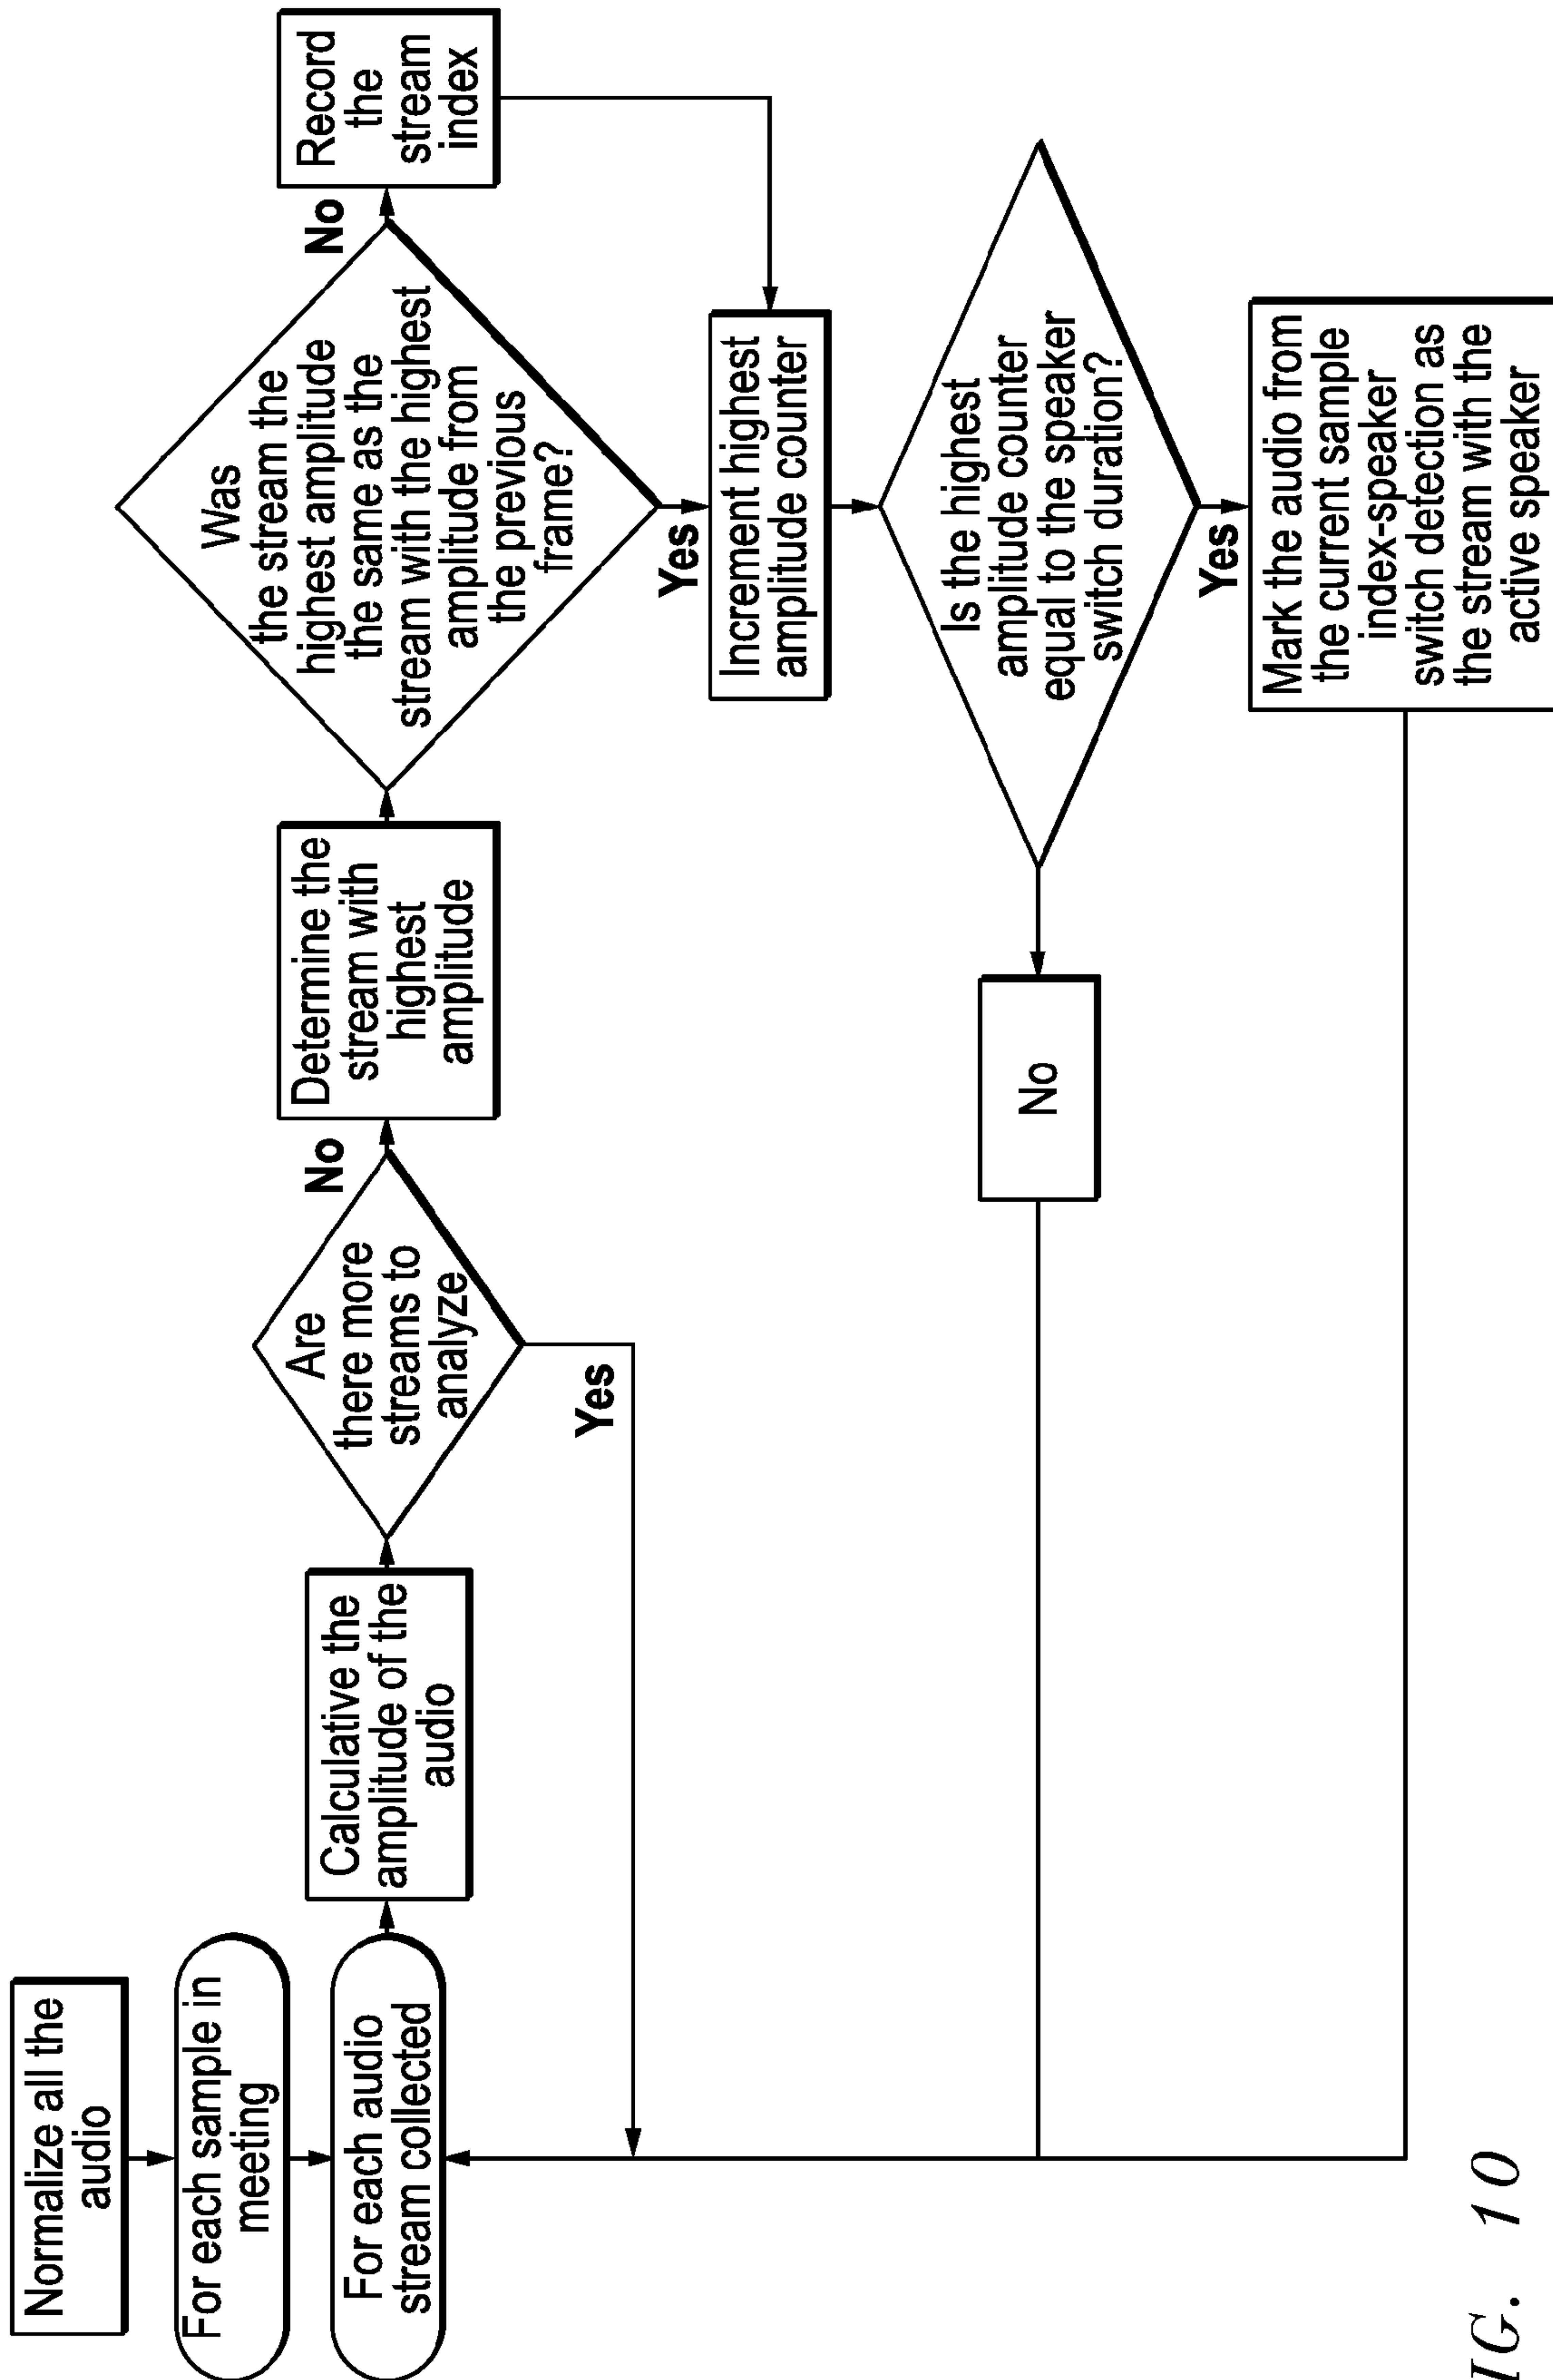 Normalize all the
audio
For each sample in
meeting
For each audio
stream collected
Calculative the
amplitude of the
audio
Are
there more
streams to
analyze
No
Yes
Determine the
stream with
highest
amplitude
Was
the stream the
highest amplitude
the same as the
stream with the highest
amplitude from
the previous
frame?
No
Record
the
stream
index
Yes
Increment highest
amplitude counter
Is the highest
amplitude counter
equal to the speaker
switch duration?
No
Yes
Mark the audio from
the current sample
index-speaker
switch detection as
the stream with the
active speaker
IG. 10